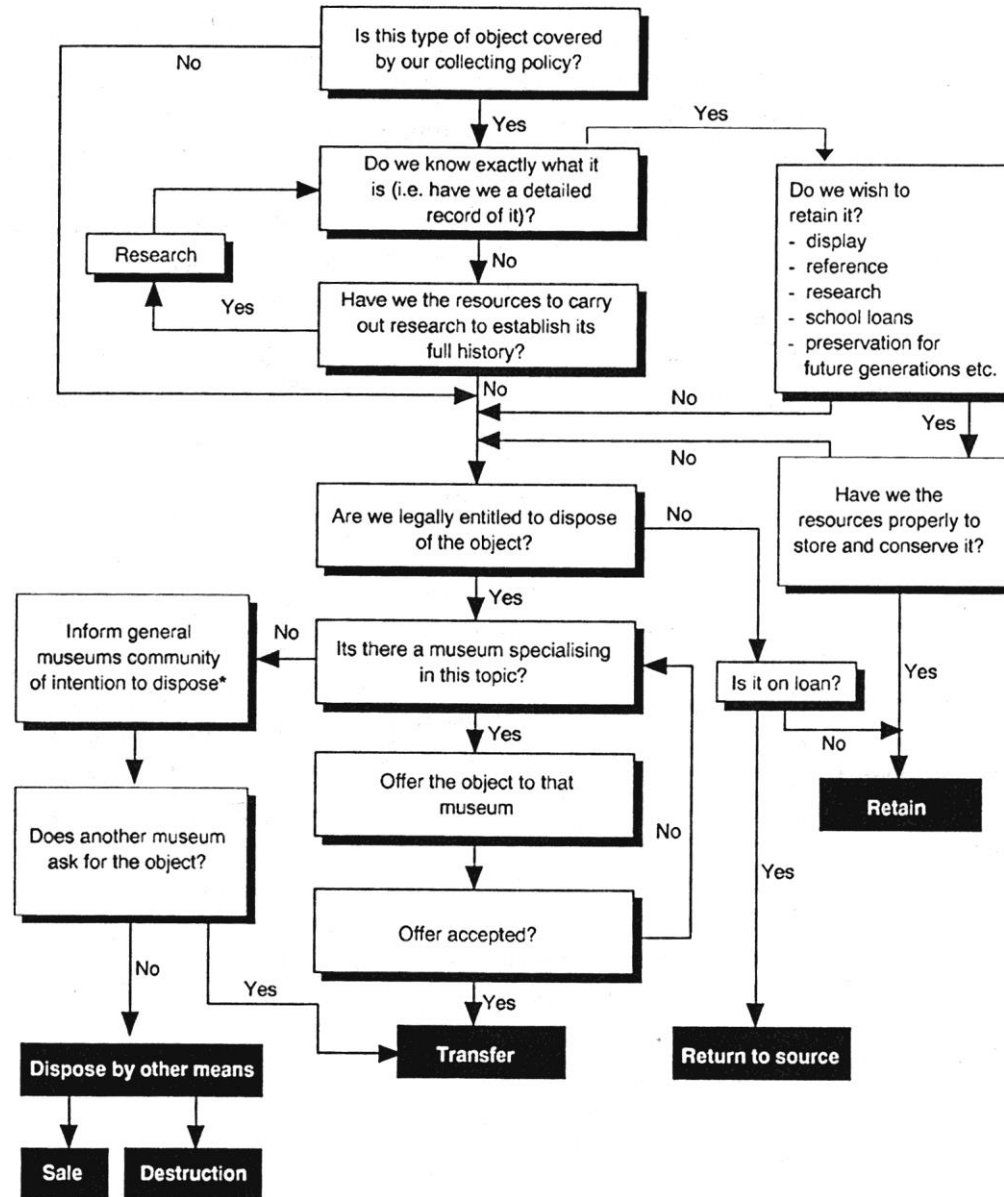 Is this type of object covered
by our collecting policy?
No
Yes
Yes
Do we know exactly what it
is (i.e. have we a detailed
record of it)?
Do we wish to
retain it?
- display
- reference
- research
- school loans
- preservation for
future generations etc.
Research
No
Yes
Have we the resources to carry
out research to establish its
full history?
No
No
Yes
No
Have we the
resources properly to
store and conserve it?
Are we legally entitled to dispose
of the object?
No
Yes
Inform general
museums community
of intention to dispose*
No
Its there a museum specialising
in this topic?
Is it on loan?
Yes
No
Yes
Offer the object to that
museum
Retain
No
Does another museum
ask for the object?
Yes
Offer accepted?
No
Yes
Yes
Dispose by other means
Transfer
Return to source
Sale
Destruction